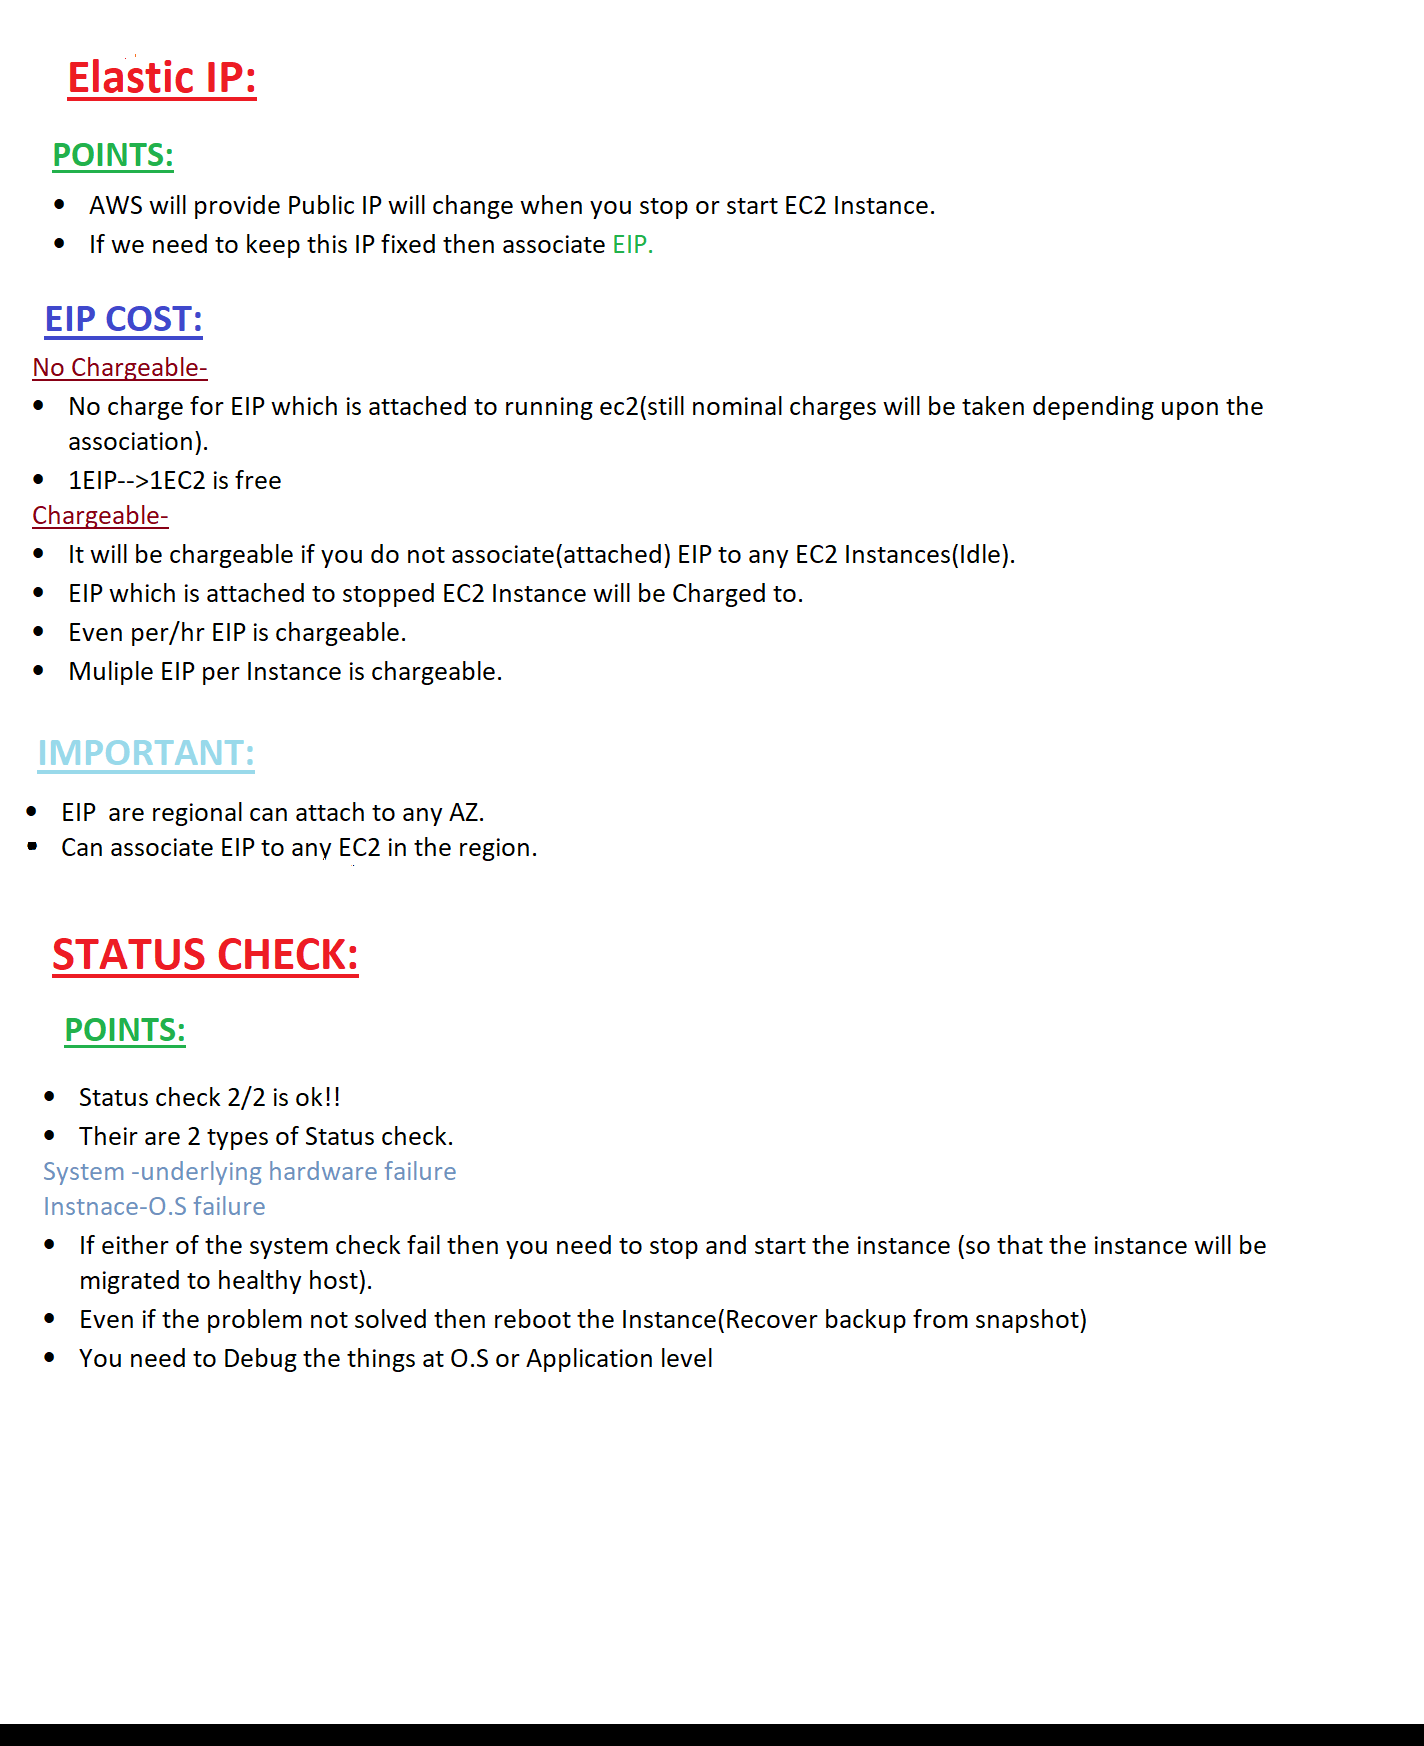 Elastic IP:
POINTS:
• AWS will provide Public IP will change when you stop or start EC2 Instance.
• If we need to keep this IP fixed then associate EIP.
EIP COST:
No Chargeable-
• No charge for EIP which is attached to running ec2(still nominal charges will be taken depending upon the
association).
• 1EIP-->1EC2 is free
Chargeable-
• It will be chargeable if you do not associate(attached) EIP to any EC2 Instances(Idle).
• EIP which is attached to stopped EC2 Instance will be Charged to.
• Even per/hr EIP is chargeable.
• Muliple EIP per Instance is chargeable.
IMPORTANT:
• EIP  are regional can attach to any AZ.
• Can associate EIP to any EC2 in the region.
STATUS CHECK:
POINTS:
• Status check 2/2 is ok!!
• Their are 2 types of Status check.
System -underlying hardware failure
Instnace-O.S failure
• If either of the system check fail then you need to stop and start the instance (so that the instance will be
migrated to healthy host).
• Even if the problem not solved then reboot the Instance(Recover backup from snapshot)
• You need to Debug the things at O.S or Application level